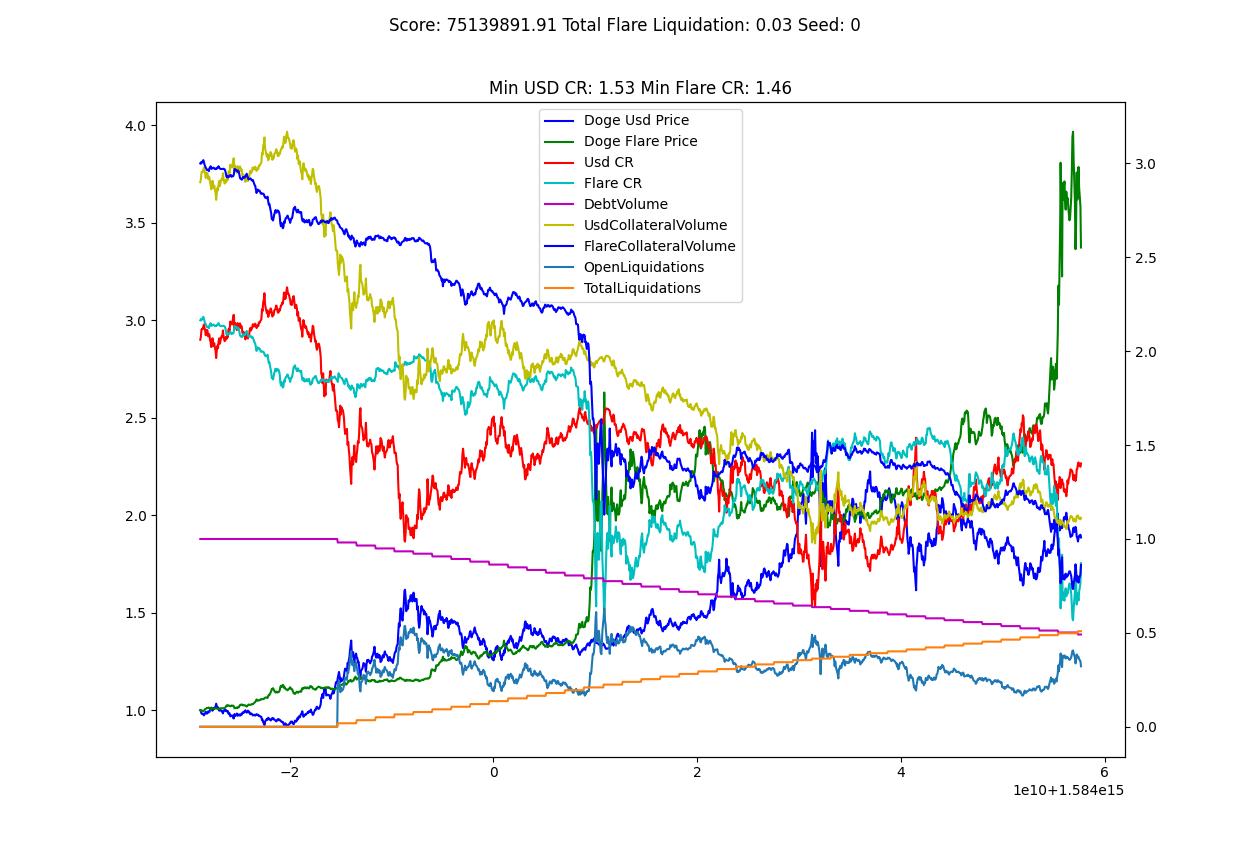 Score: 75139891.91 Total Flare Liquidation: 0.03 Seed: 0
Min USD CR: 1.53 Min Flare CR: 1.46
Doge Usd Price
Doge Flare Price
Usd CR
Flare CR
DebtVolume
UsdCollateralVolume
FlareCollateralVolume
OpenLiquidations
TotalLiquidations
4.0
3.5
3.0
2.5
2.0
1.5
1.0
3.0
2.5
2.0
1.5
1.0
0.5
0.0
−2 0 2 4 6
1e10+1.584e15